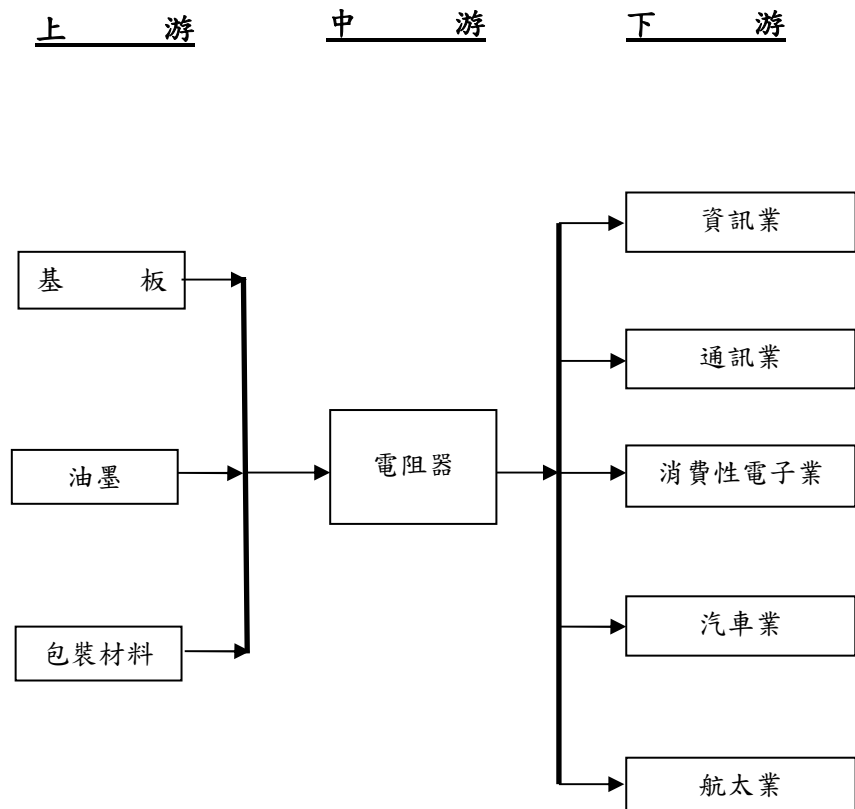 上 游
中 游
下 游
基 板
油墨
包裝材料
電阻器
資訊業
通訊業
消費性電子業
汽車業
航太業